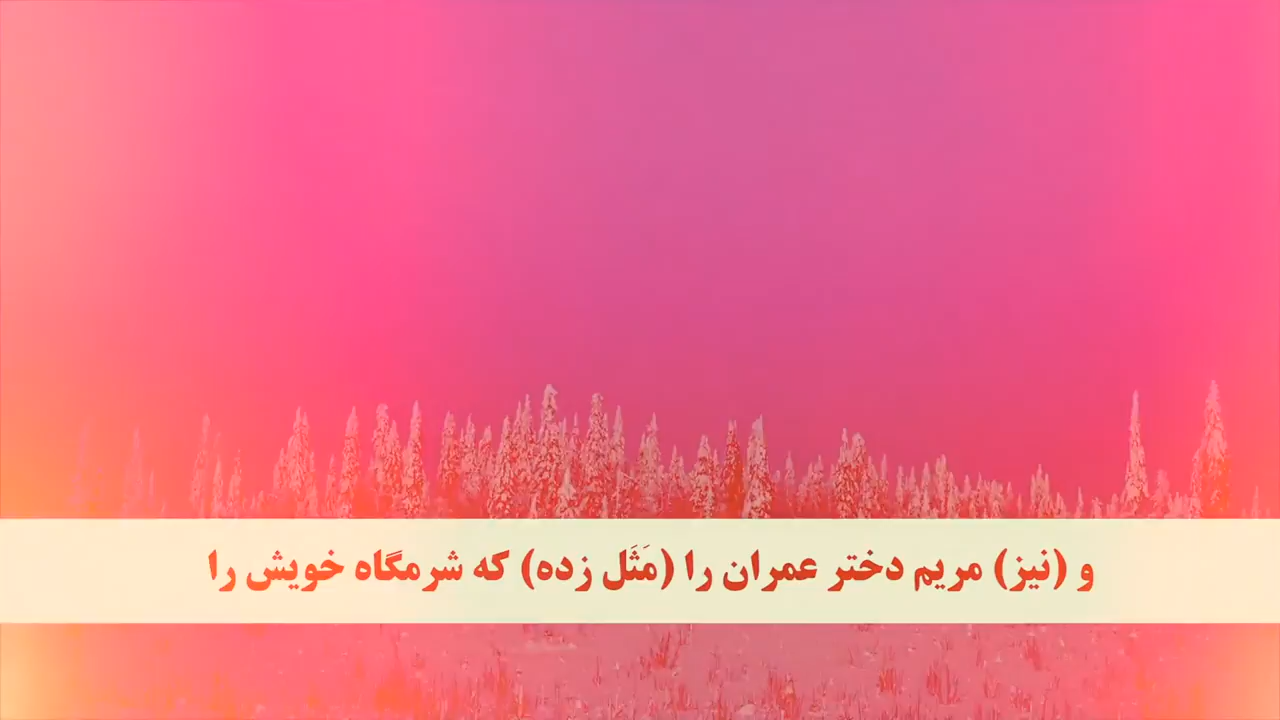 و (نیز) مریم دختر عمران را (مَثَل زده) که شرمگاه خویش را